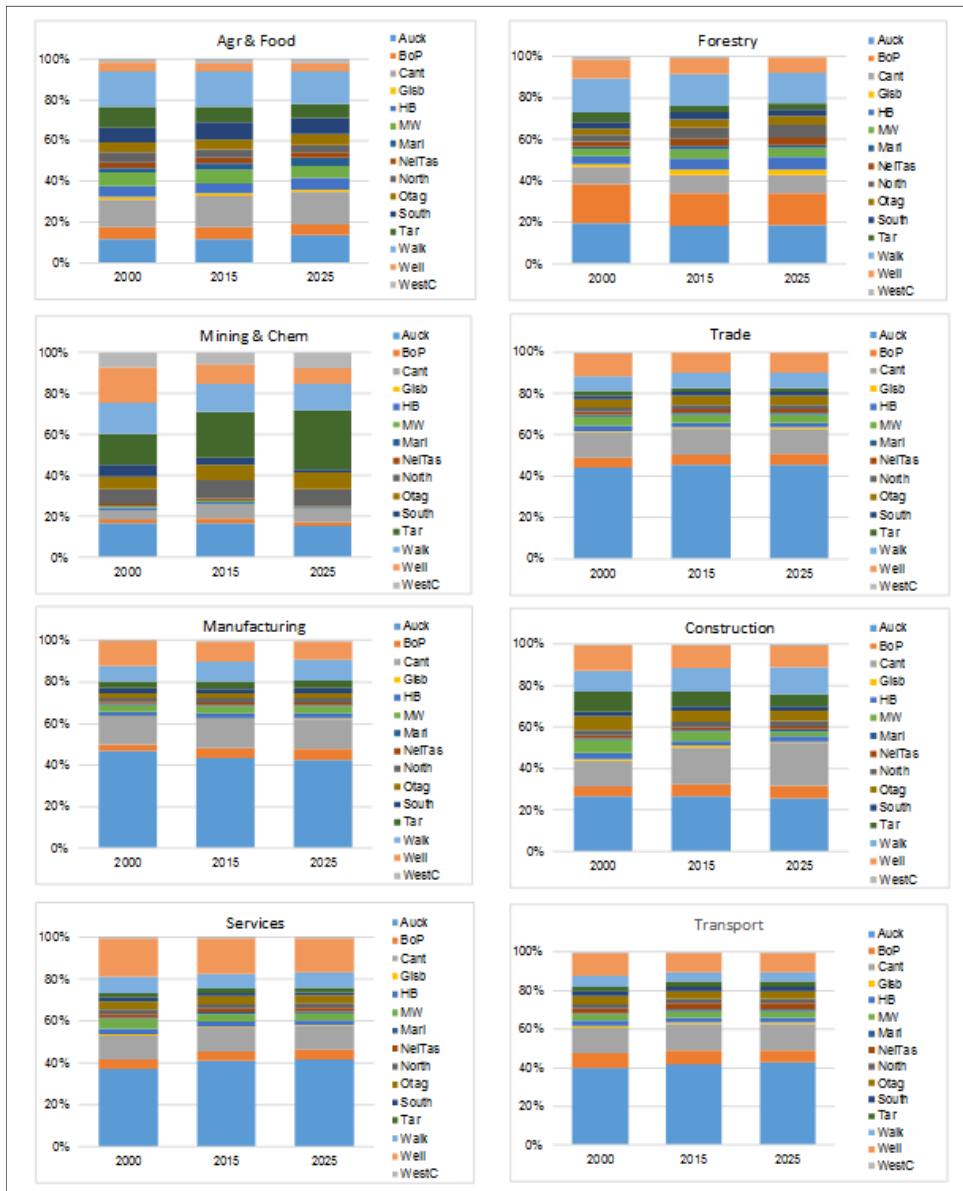 Agr & Food
100%
80%
60%
40%
20%
0%
2000 2015 2025
Auck
BoP
Cant
Gisb
HB
MW
Marl
NelTas
North
Otag
South
Tar
Waik
Well
WestC
Forestry
100%
80%
60%
40%
20%
0%
2000 2015 2025
Auck
BoP
Cant
Gisb
HB
MW
Marl
NelTas
North
Otag
South
Tar
Waik
Well
WestC
Mining & Chem
100%
80%
60%
40%
20%
0%
2000 2015 2025
Auck
BoP
Cant
Gisb
HB
MW
Marl
NelTas
North
Otag
South
Tar
Waik
Well
WestC
Trade
100%
80%
60%
40%
20%
0%
2000 2015 2025
Auck
BoP
Cant
Gisb
HB
MW
Marl
NelTas
North
Otag
South
Tar
Waik
Well
WestC
Manufacturing
100%
80%
60%
40%
20%
0%
2000 2015 2025
Auck
BoP
Cant
Gisb
HB
MW
Marl
NelTas
North
Otag
South
Tar
Waik
Well
WestC
Construction
100%
80%
60%
40%
20%
0%
2000 2015 2025
Auck
BoP
Cant
Gisb
HB
MW
Marl
NelTas
North
Otag
South
Tar
Waik
Well
WestC
Services
100%
80%
60%
40%
20%
0%
2000 2015 2025
Auck
BoP
Cant
Gisb
HB
MW
Marl
NelTas
North
Otag
South
Tar
Waik
Well
WestC
Transport
100%
80%
60%
40%
20%
0%
2000 2015 2025
Auck
BoP
Cant
Gisb
HB
MW
Marl
NelTas
North
Otag
South
Tar
Waik
Well
WestC